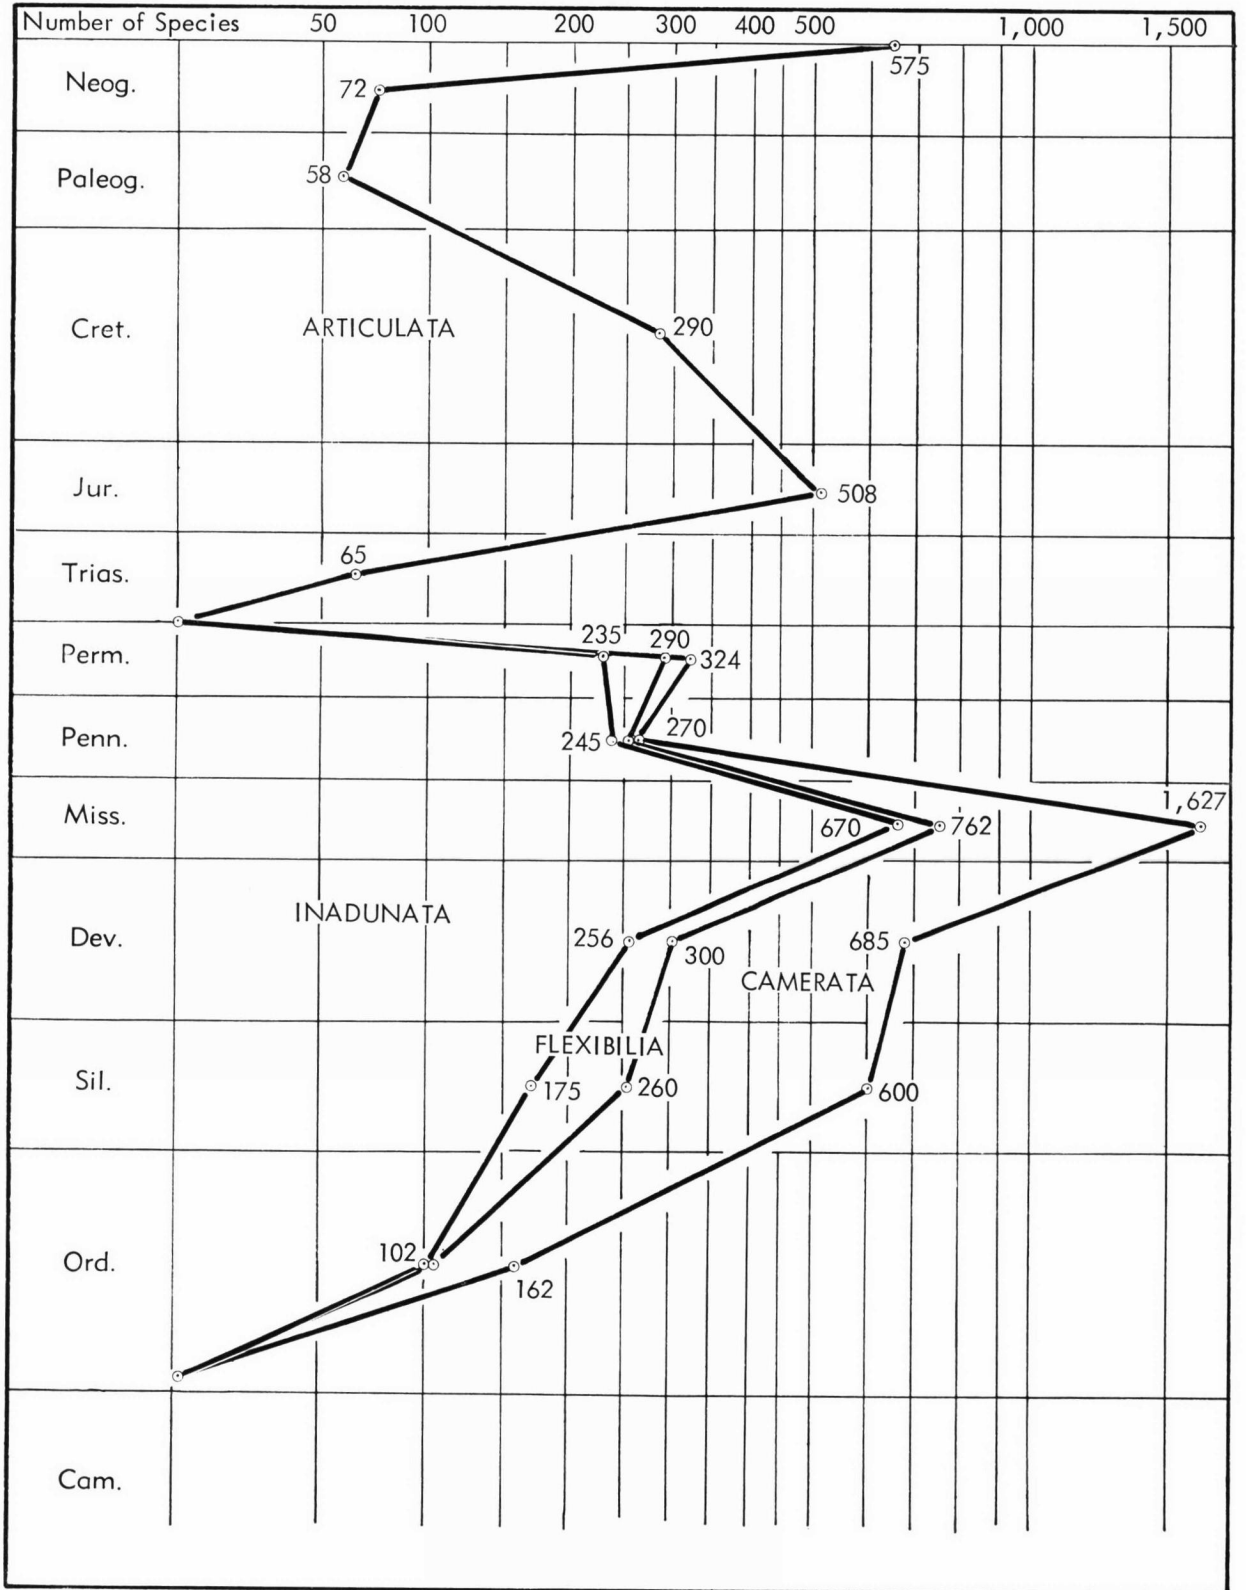 Number of Species 50 100 200 300 400 500 1,000 1,500
575
Neog. 72
Paleog. 58
Cret. ARTICULATA 290
Jur. 508
65
Trias.
235 290
Perm. 324
270
Penn. 245
1,627
Miss. 670 762
INADUNATA
Dev. 256 300 685
CAMERATA
FLEXIBILIA
Sil. 175 260 600
102
Ord.
162
Cam.